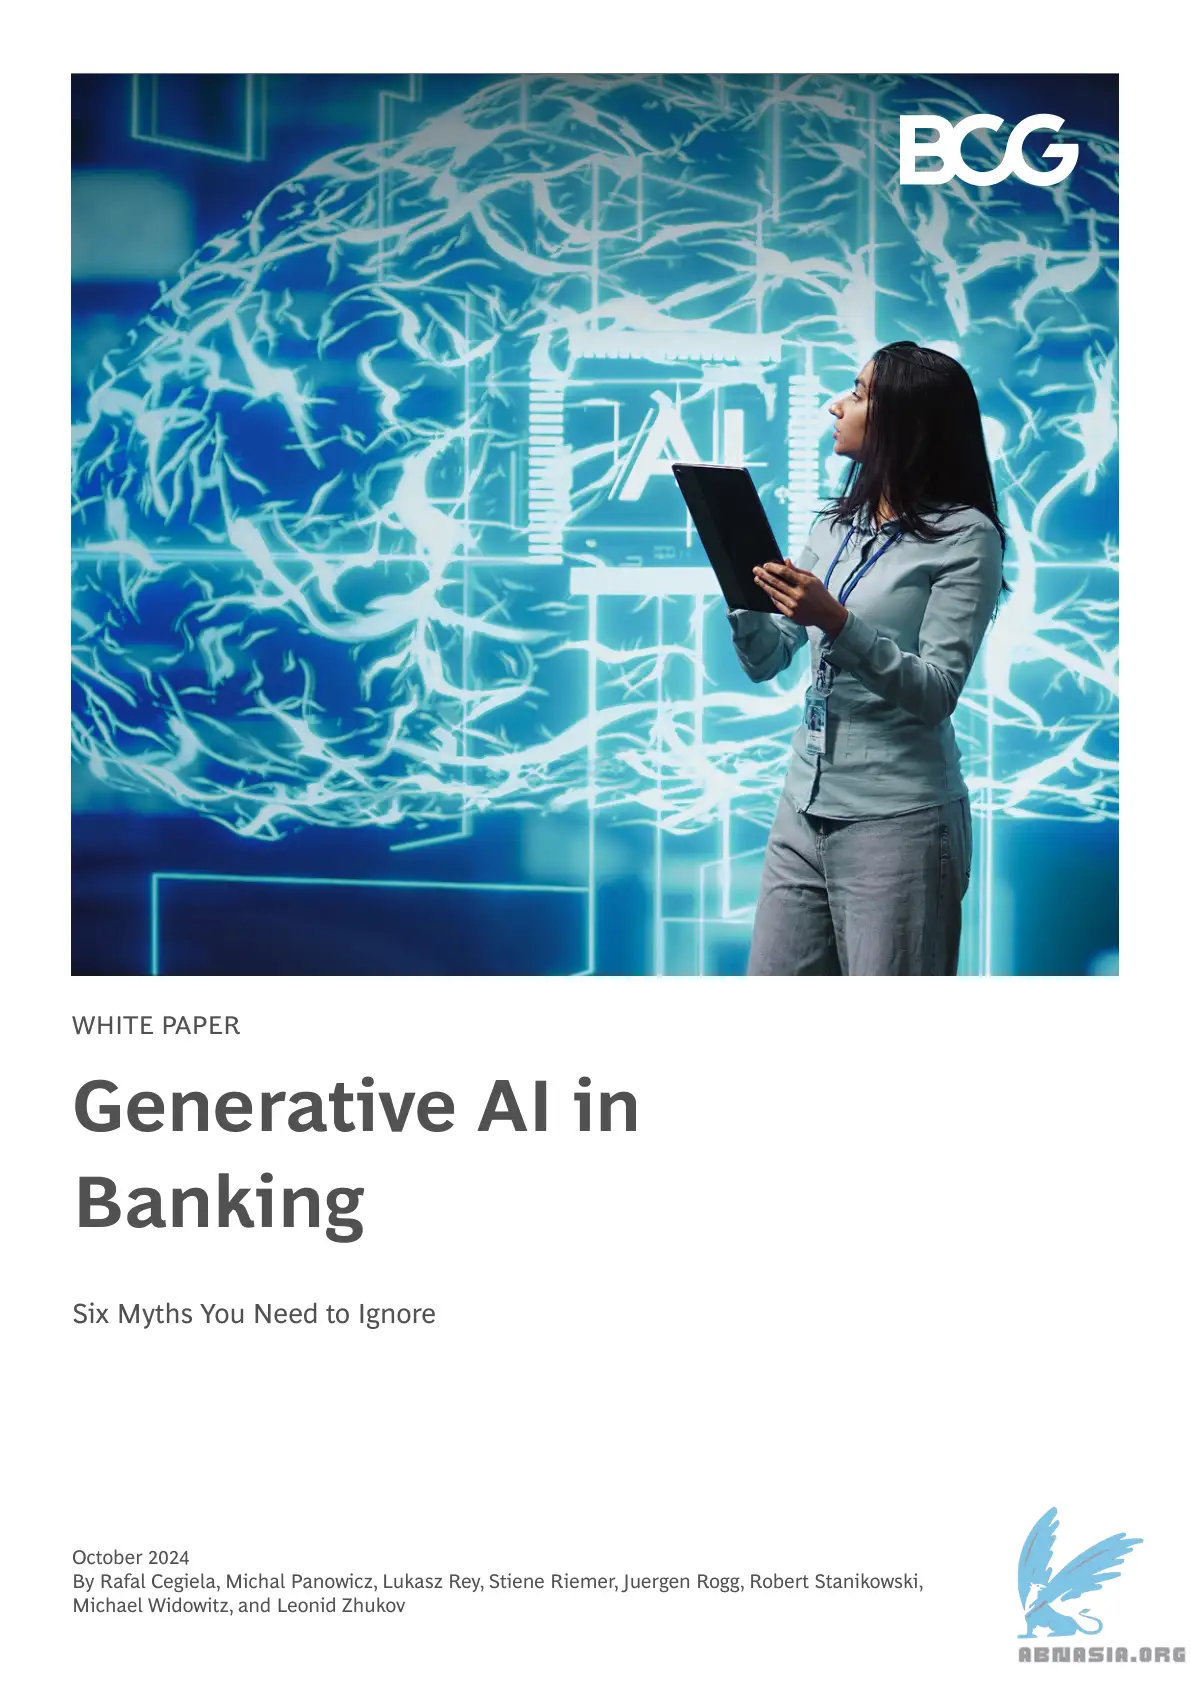 BCG
AI
WHITE PAPER
Generative AI in
Banking
Six Myths You Need to Ignore
October 2024
By Rafal Cegiela, Michal Panowicz, Lukasz Rey, Stiene Riemer, Juergen Rogg, Robert Stanikowski,
Michael Widowitz, and Leonid Zhukov
ABNASIA.ORG